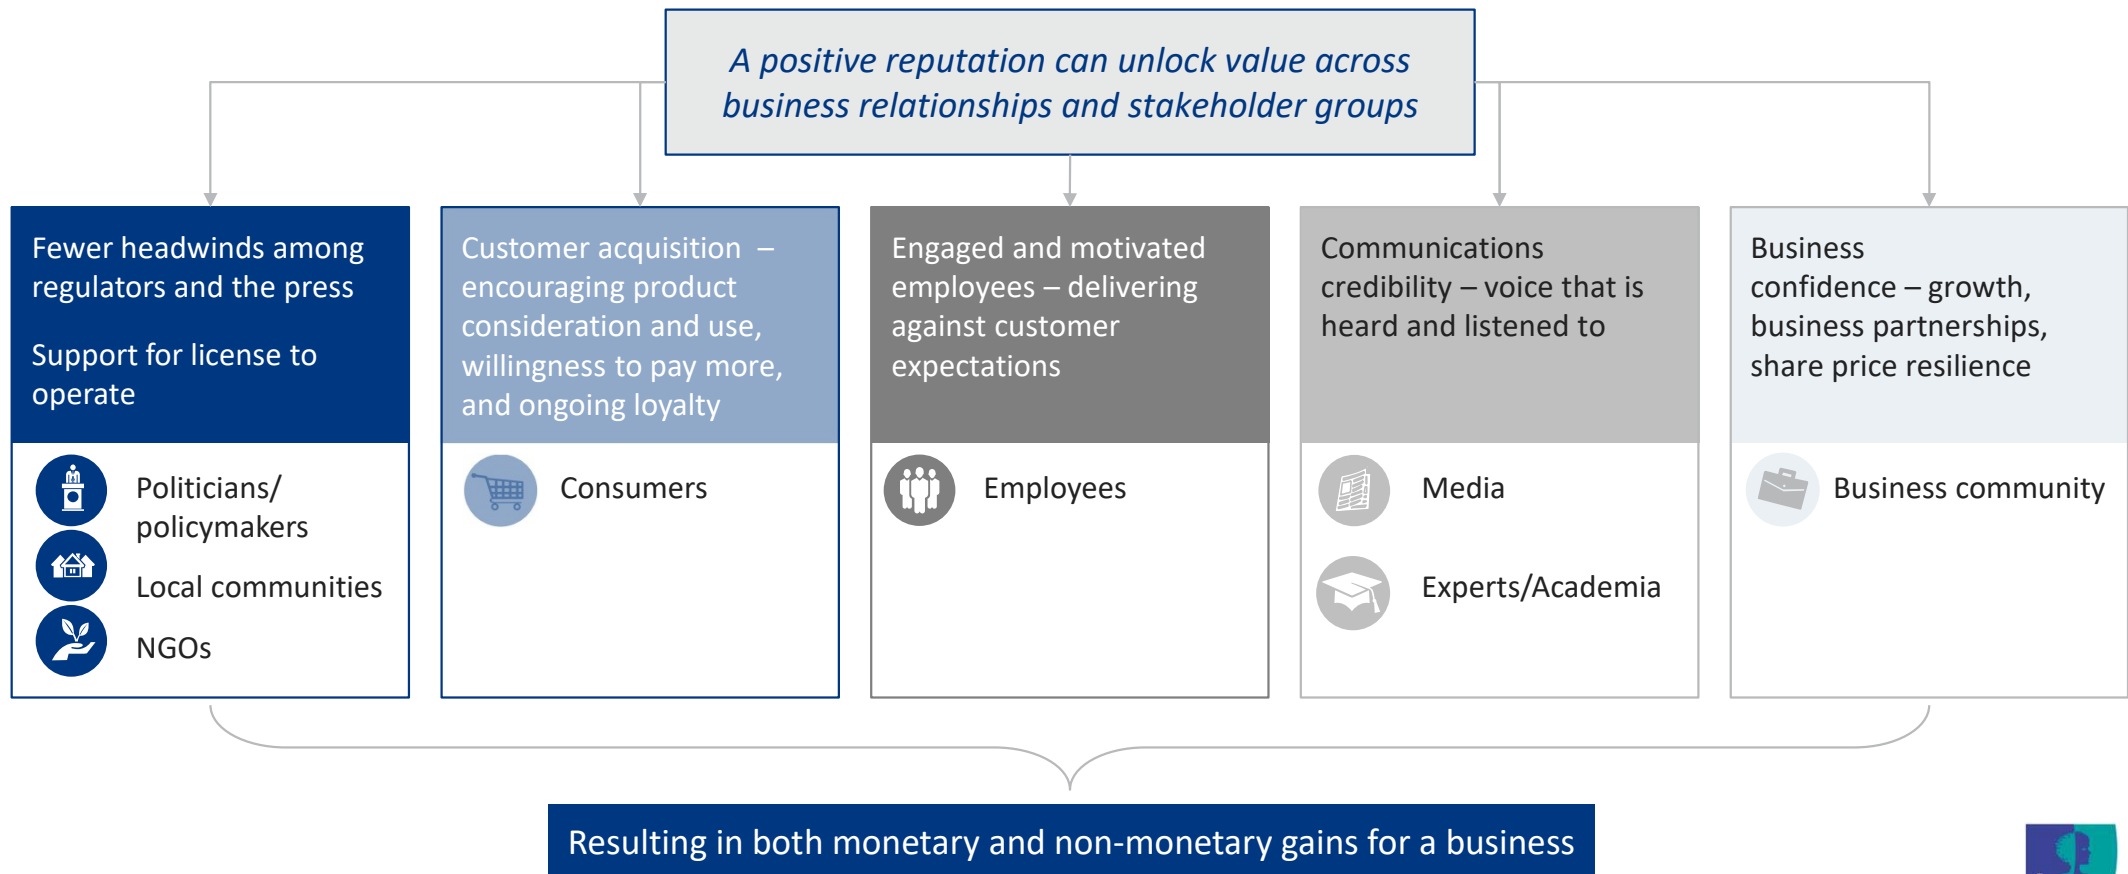 A positive reputation can unlock value across
business relationships and stakeholder groups
Fewer headwinds among
regulators and the press
Support for license to
operate
Politicians/
policymakers
Local communities
NGOs
Customer acquisition –
encouraging product
consideration and use,
willingness to pay more,
and ongoing loyalty
Consumers
Engaged and motivated
employees – delivering
against customer
expectations
Employees
Communications
credibility – voice that is
heard and listened to
Media
Experts/Academia
Business
confidence – growth,
business partnerships,
share price resilience
Business community
Resulting in both monetary and non-monetary gains for a business